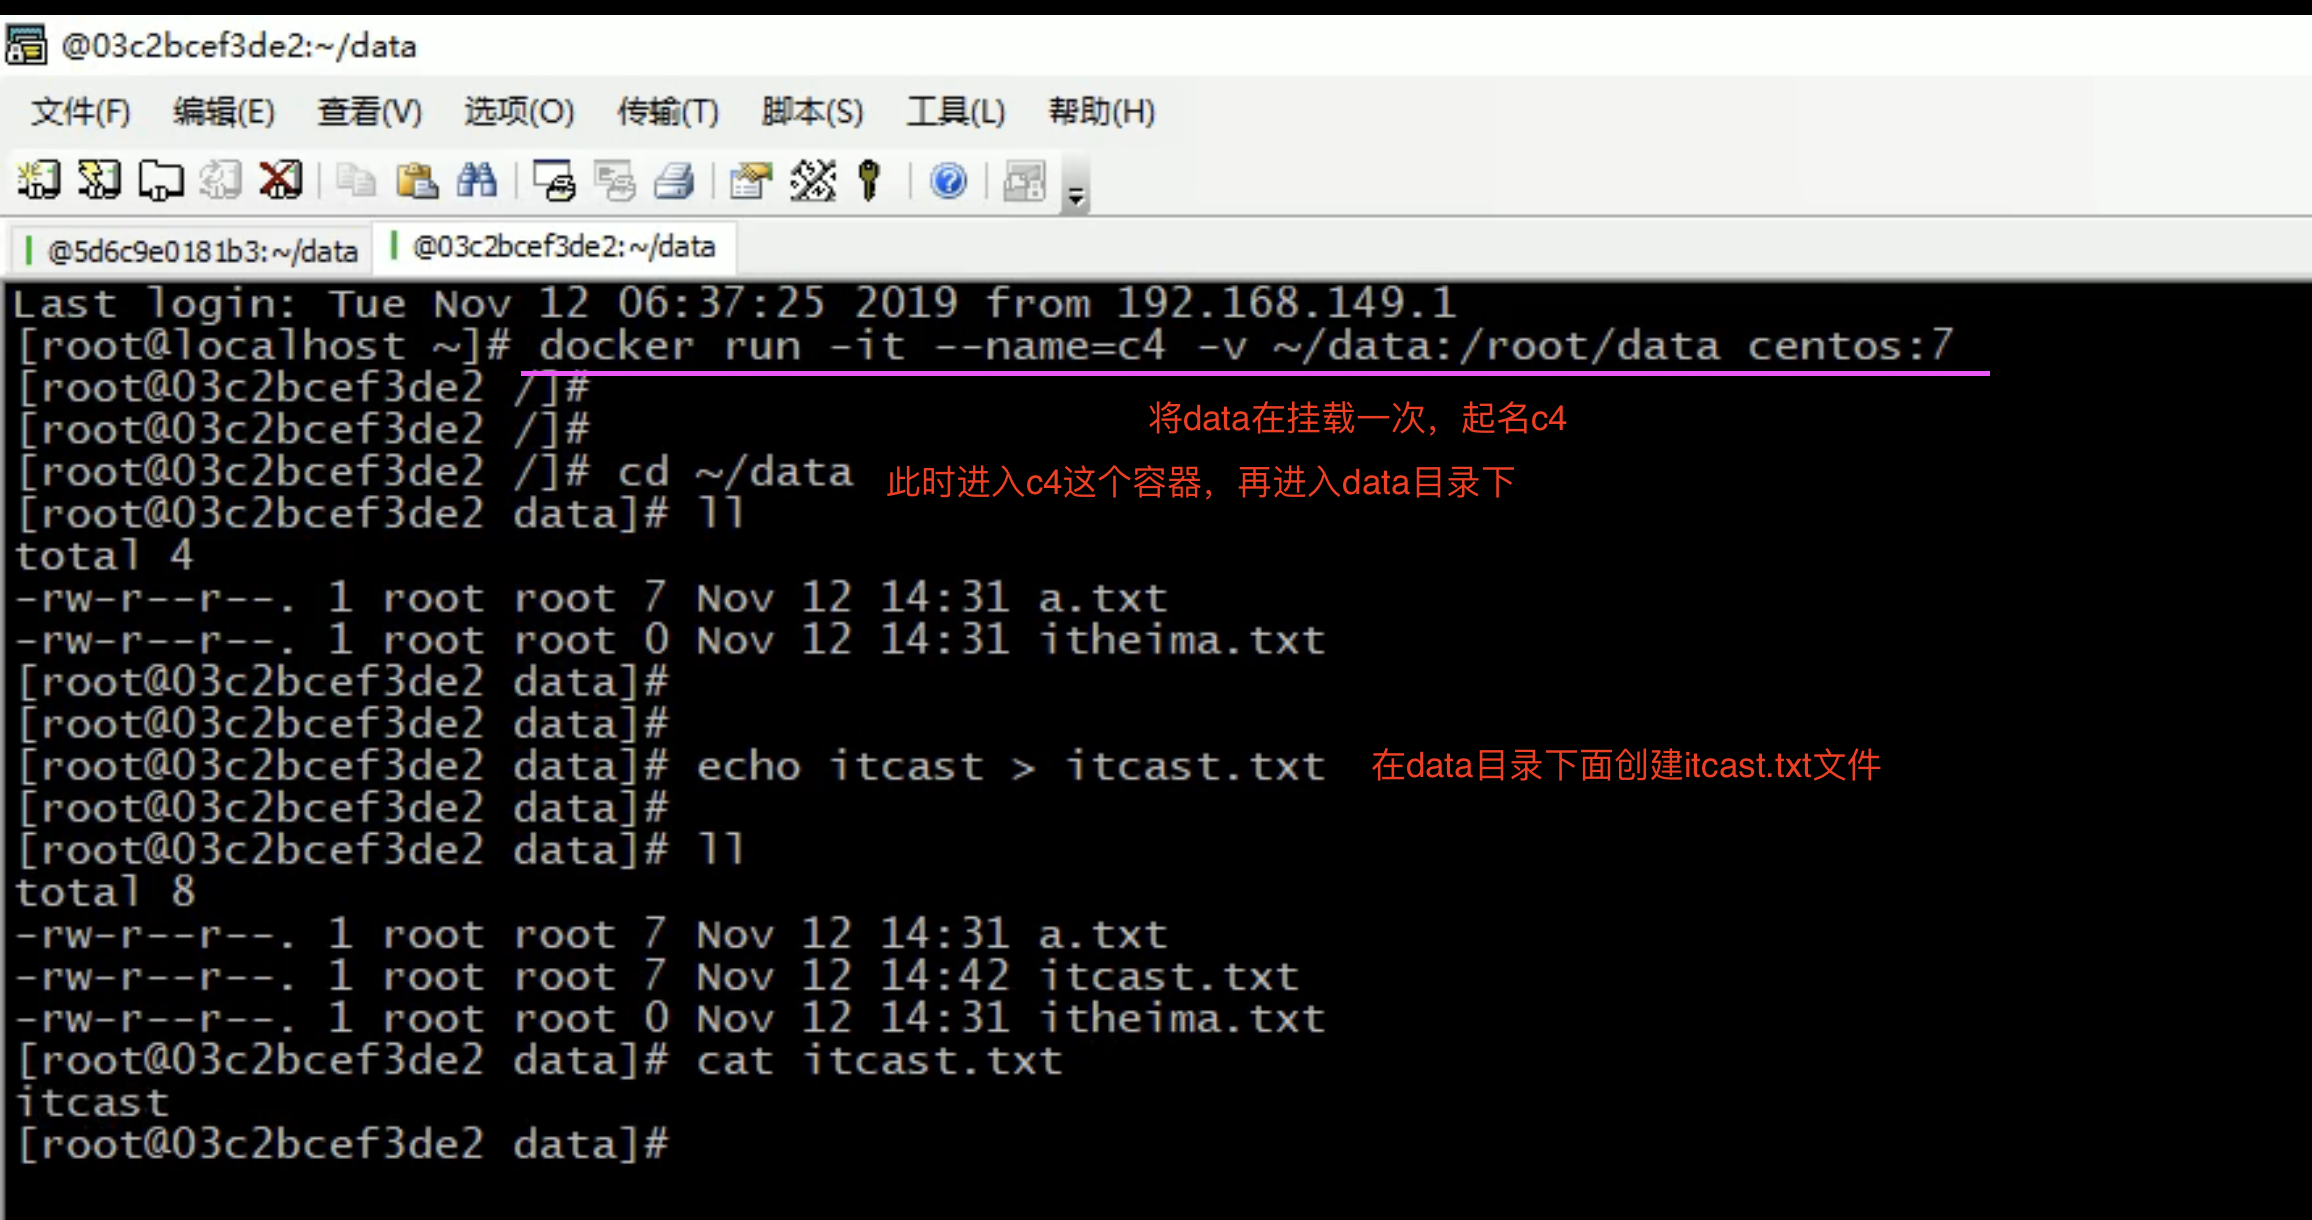 @03c2bcef3de2:~/data
文件(F) 编辑(E) 查看(V) 选项(O) 传输(T) 脚本(S) 工具(L) 帮助(H)
@5d6c9e0181b3:~/data @03c2bcef3de2:~/data
Last login: Tue Nov 12 06:37:25 2019 from 192.168.149.1
[root@localhost ~]# docker run -it --name=c4 -v ~/data:/root/data centos:7
[root@03c2bcef3de2 /]#
将data在挂载一次，起名c4
[root@03c2bcef3de2 /]#
[root@03c2bcef3de2 /]# cd ~/data 此时进入c4这个容器，再进入data目录下
[root@03c2bcef3de2 data]# ll
total 4
-rw-r--r--. 1 root root 7 Nov 12 14:31 a.txt
-rw-r--r--. 1 root root 0 Nov 12 14:31 itheima.txt
[root@03c2bcef3de2 data]#
[root@03c2bcef3de2 data]#
[root@03c2bcef3de2 data]# echo itcast > itcast.txt 在data目录下面创建itcast.txt文件
[root@03c2bcef3de2 data]#
[root@03c2bcef3de2 data]# ll
total 8
-rw-r--r--. 1 root root 7 Nov 12 14:31 a.txt
-rw-r--r--. 1 root root 7 Nov 12 14:42 itcast.txt
-rw-r--r--. 1 root root 0 Nov 12 14:31 itheima.txt
[root@03c2bcef3de2 data]# cat itcast.txt
itcast
[root@03c2bcef3de2 data]#